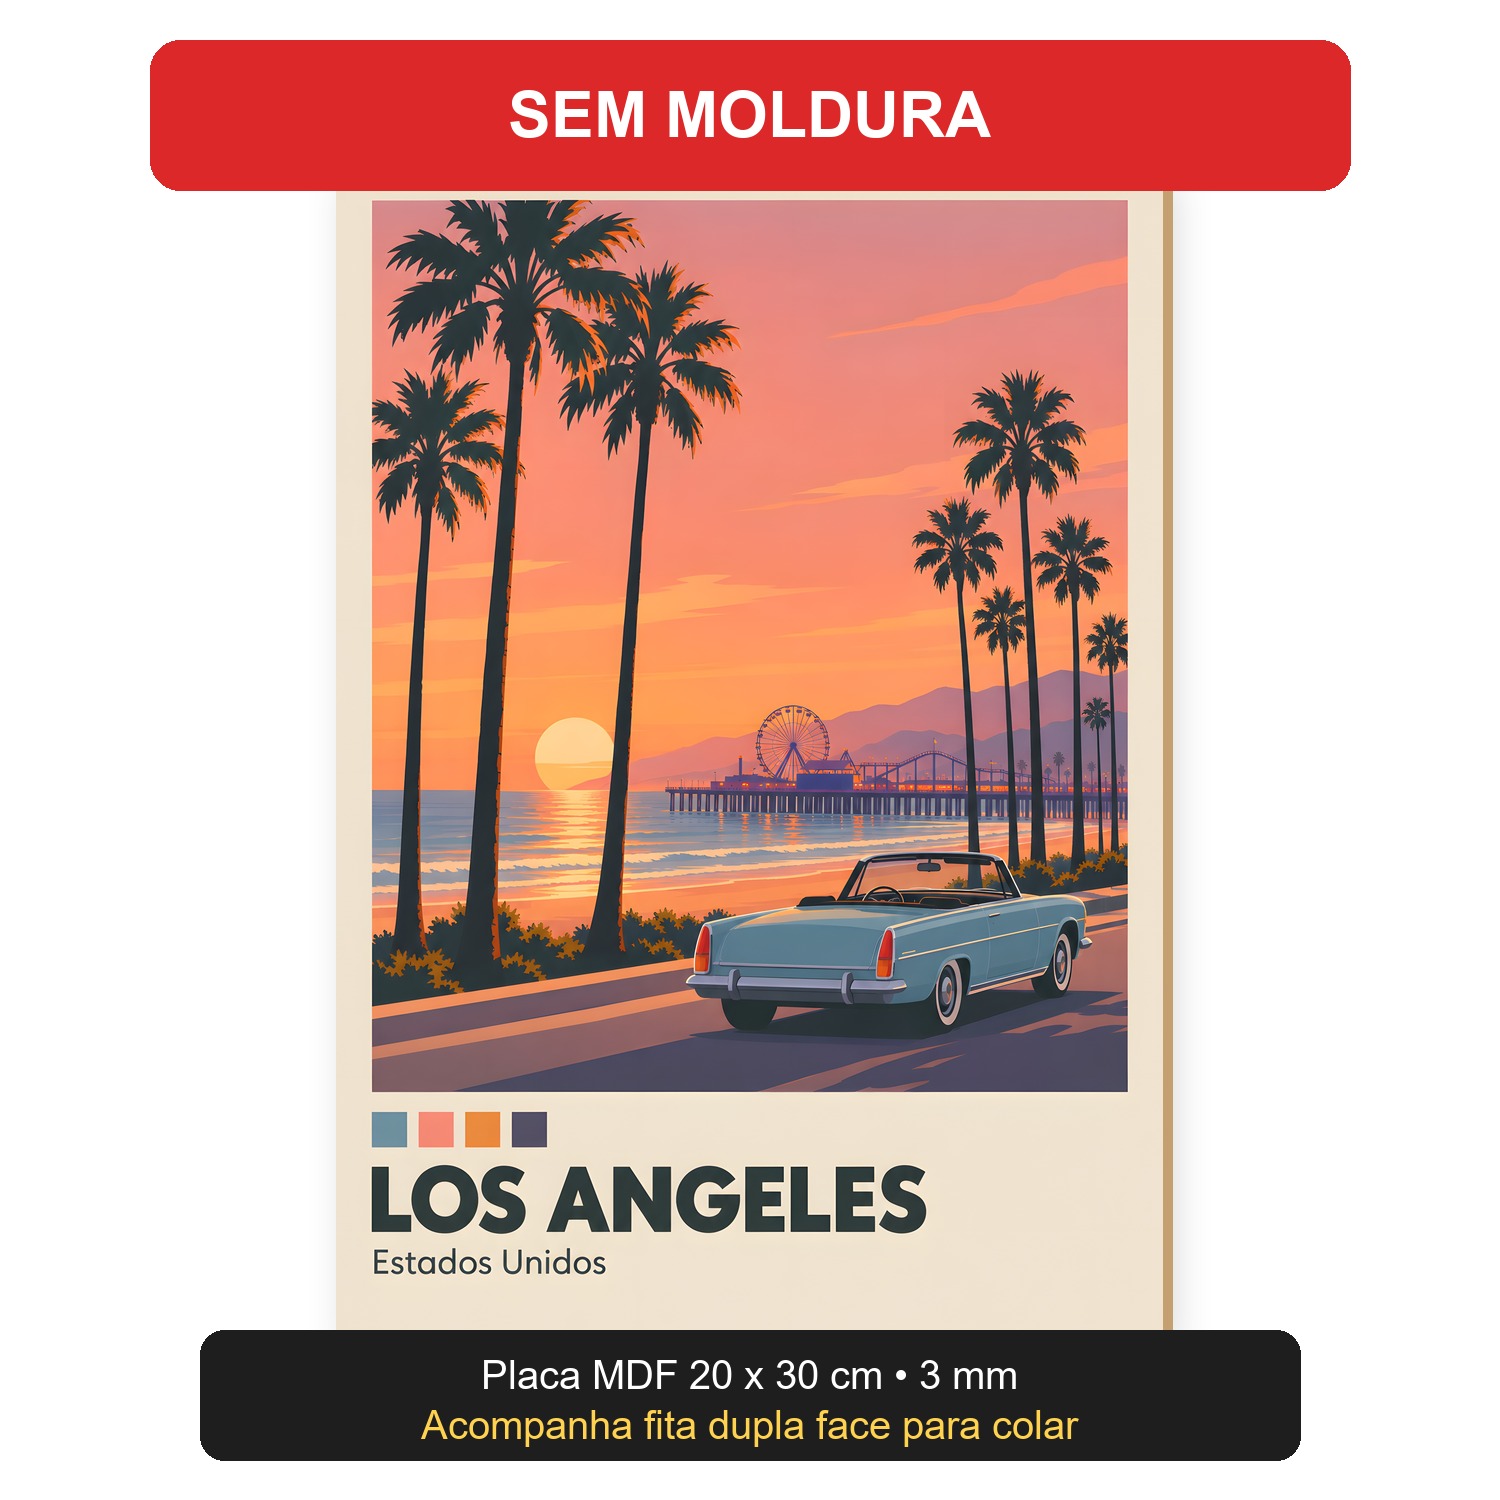 SEM MOLDURA
LOS ANGELES
Estados Unidos
Placa MDF 20 x 30 cm • 3 mm
Acompanha fita dupla face para colar